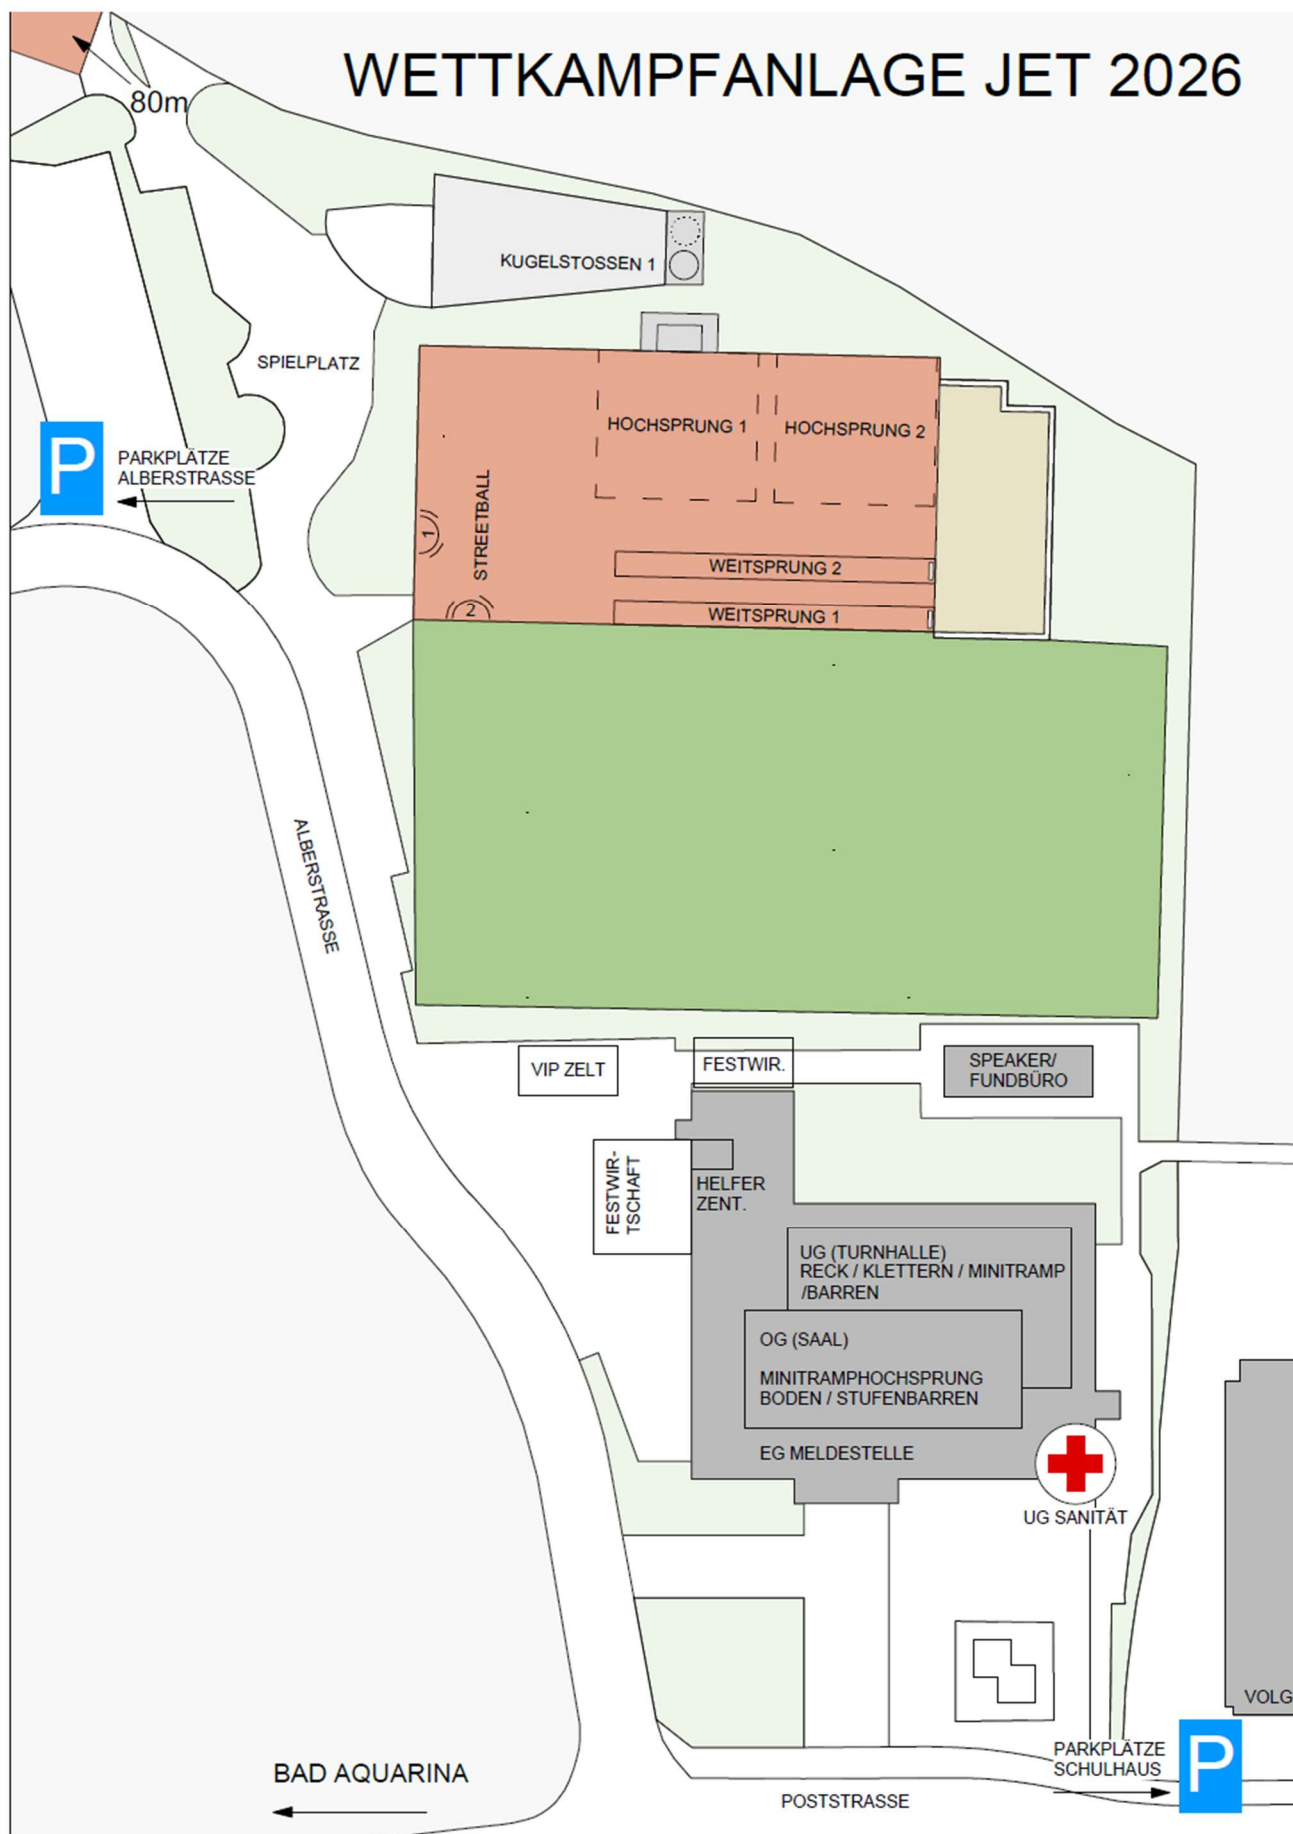 WETTKAMPFANLAGE JET 2026
80m
KUGELSTOSSEN 1
SPIELPLATZ
HOCHSPRUNG 1
HOCHSPRUNG 2
P
PARKPLÄTZE
ALBERSTRASSE
STREETBALL
1
2
WEITSPRUNG 2
WEITSPRUNG 1
ALBERSTRASSE
VIP ZELT
FESTWIR.
SPEAKER/
FUNDBÜRO
FESTWIR-
TSCHAFT
HELFER
ZENT.
UG (TURNHALLE)
RECK / KLETTERN / MINITRAMP
/BARREN
OG (SAAL)
MINITRAMPHOCHSPRUNG
BODEN / STUFENBARREN
EG MELDESTELLE
UG SANITÄT
VOLG
BAD AQUARINA
POSTSTRASSE
PARKPLÄTZE
SCHULHAUS
P